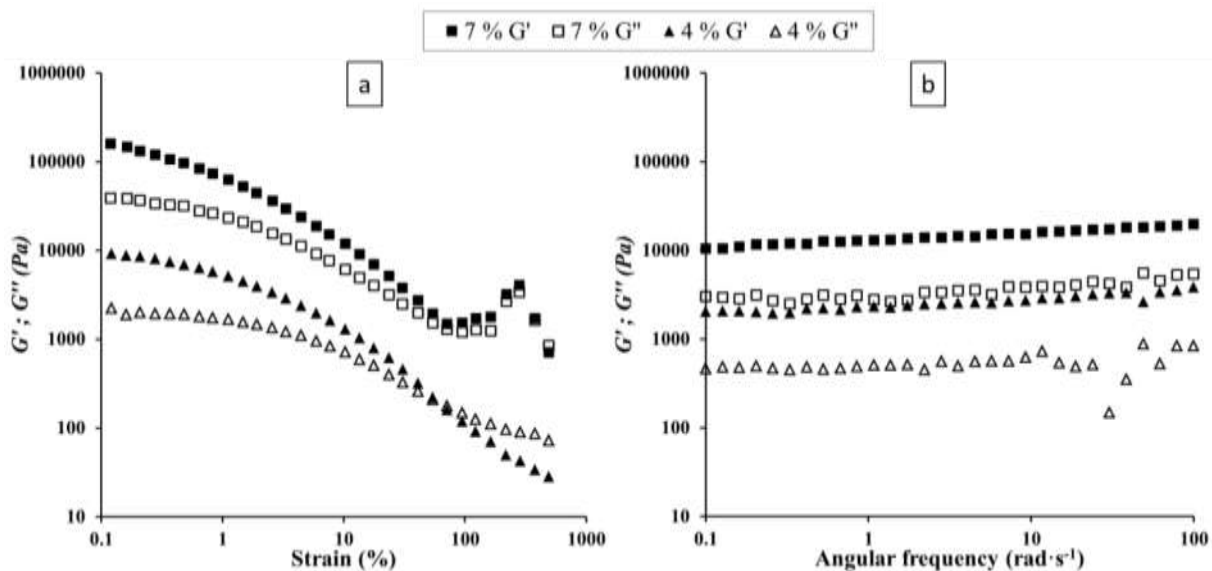 ■ 7 % G' □ 7 % G'' ▲ 4 % G' △ 4 % G''
a
1000000
100000
10000
1000
100
10
G' ; G'' (Pa)
0.1 1 10 100 1000
Strain (%)
b
1000000
100000
10000
1000
100
10
G' ; G'' (Pa)
0.1 1 10 100
Angular frequency (rad·s⁻¹)